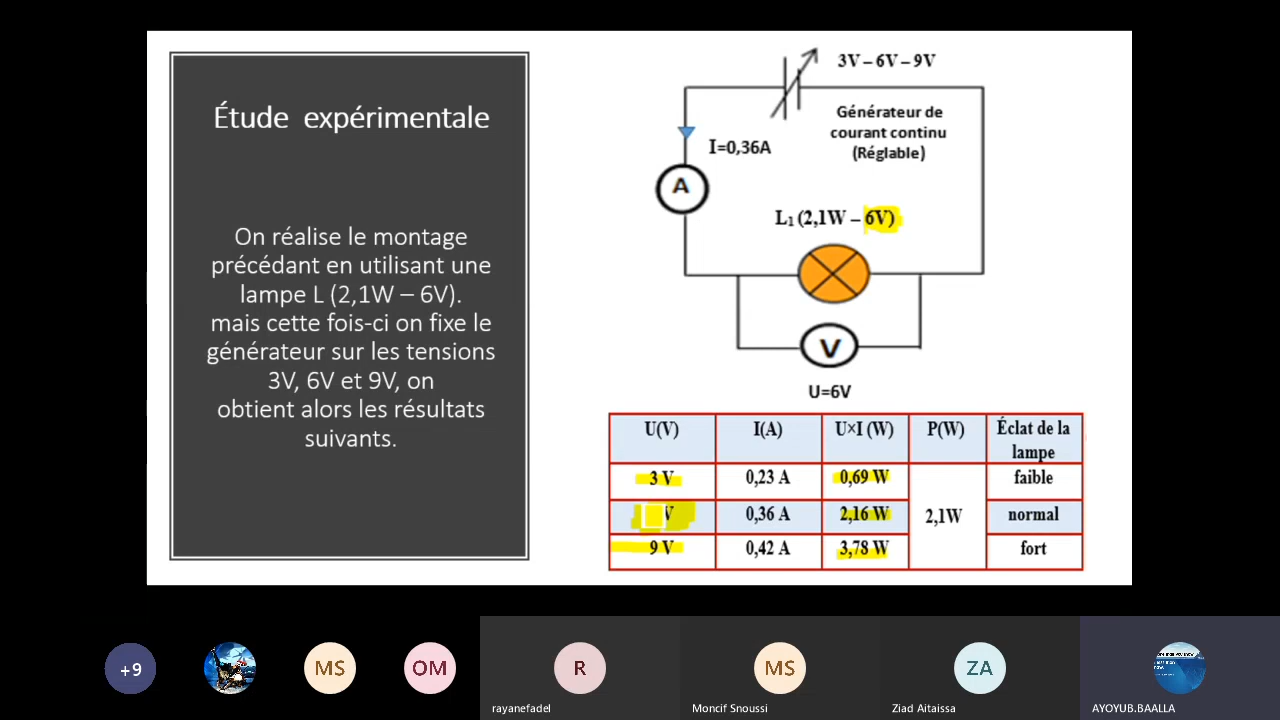 Étude expérimentale
On réalise le montage
précédant en utilisant une
lampe L (2,1W – 6V).
mais cette fois-ci on fixe le
générateur sur les tensions
3V, 6V et 9V, on
obtient alors les résultats
suivants.
3V – 6V – 9V
Générateur de
courant continu
(Réglable)
I=0,36A
A
L₁ (2,1W – 6V)
V
U=6V
U(V) I(A) U×I (W) P(W) Éclat de la
lampe
3 V 0,23 A 0,69 W faible
V 0,36 A 2,16 W 2,1W normal
9 V 0,42 A 3,78 W fort
+9 MS OM R MS ZA
rayanefadel Moncif Snoussi Ziad Aitaissa AYOYUB.BAALLA